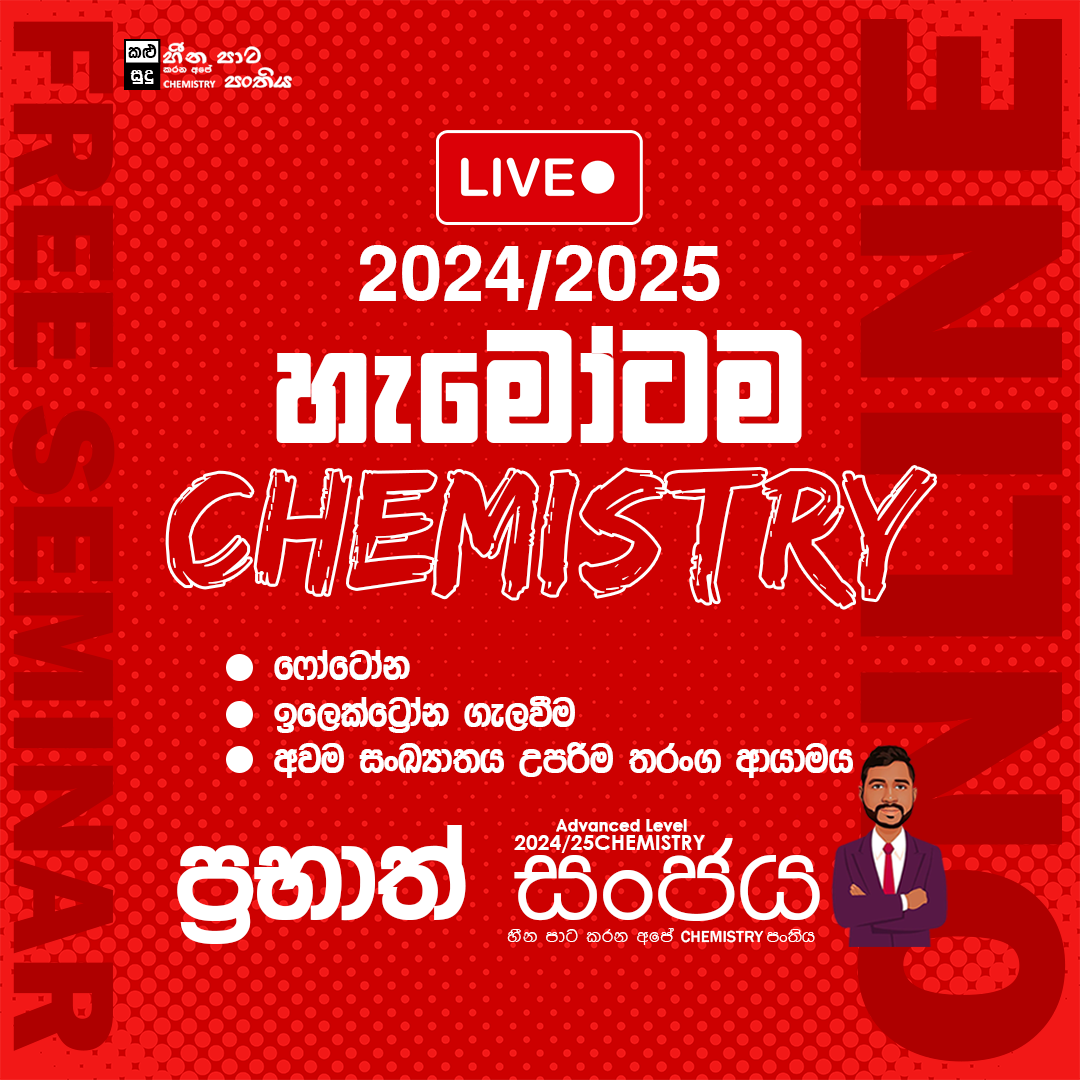 කළු
සුදු
හීන පාට
කරන අපේ
CHEMISTRY පංතිය
FREE SEMINAR
ONLINE
LIVE
2024/2025
හැමෝටම
CHEMISTRY
● ෆෝටෝන
● ඉලෙක්ට්‍රෝන ගැලවීම
● අවම සංඛ්‍යාතය උපරිම තරංග ආයාමය
ප්‍රභාත්
Advanced Level
2024/25CHEMISTRY
සංජය
හීන පාට කරන අපේ CHEMISTRY පංතිය